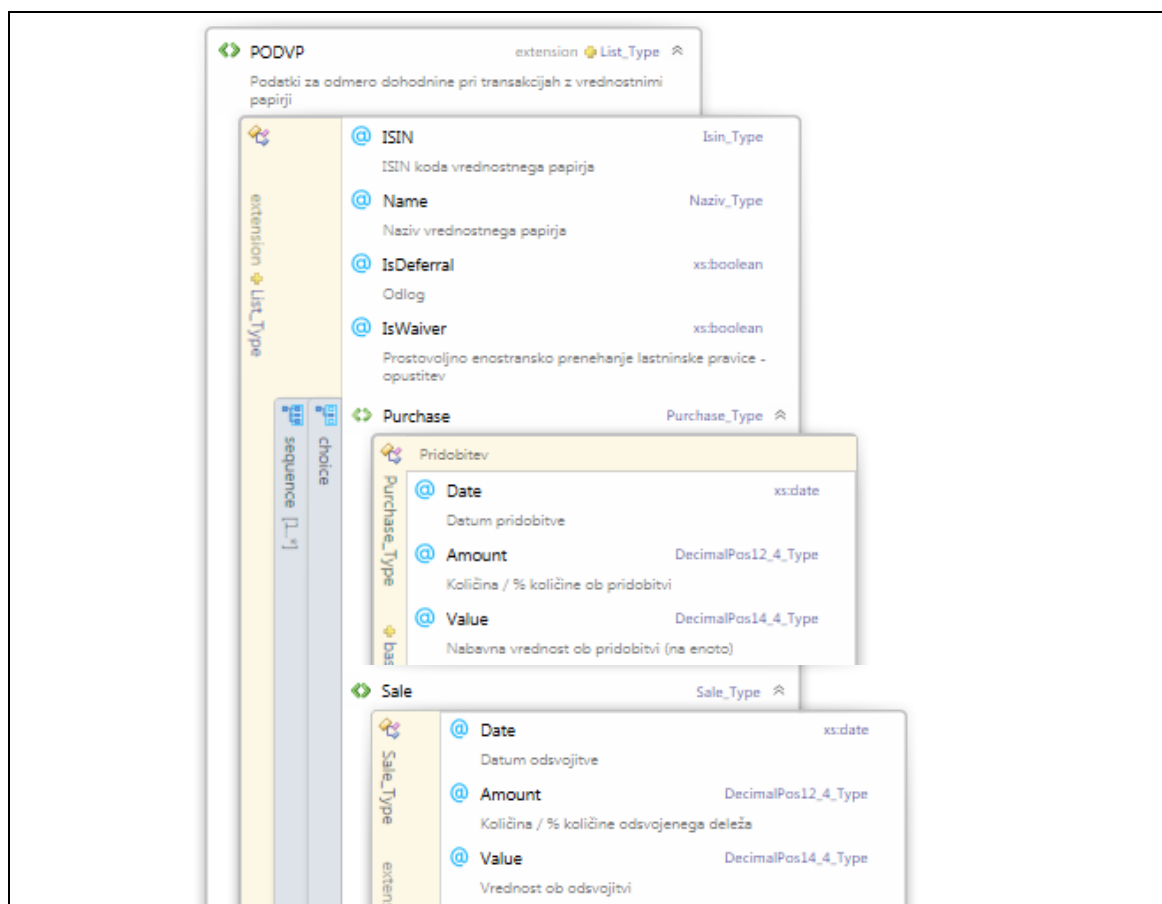 PODVP extension List_Type
Podatki za odmero dohodnine pri transakcijah z vrednostnimi
papirji
extension List_Type
@ ISIN Isin_Type
ISIN koda vrednostnega papirja
@ Name Naziv_Type
Naziv vrednostnega papirja
@ IsDeferral xs:boolean
Odlog
@ IsWaiver xs:boolean
Prostovoljno enostransko prenehanje lastninske pravice -
opustitev
sequence [1..*]
choice
Purchase Purchase_Type
Purchase_Type bas
Pridobitev
@ Date xs:date
Datum pridobitve
@ Amount DecimalPos12_4_Type
Količina / % količine ob pridobitvi
@ Value DecimalPos14_4_Type
Nabavna vrednost ob pridobitvi (na enoto)
Sale Sale_Type
Sale_Type exten
@ Date xs:date
Datum odsvojitve
@ Amount DecimalPos12_4_Type
Količina / % količine odsvojenega deleža
@ Value DecimalPos14_4_Type
Vrednost ob odsvojitvi